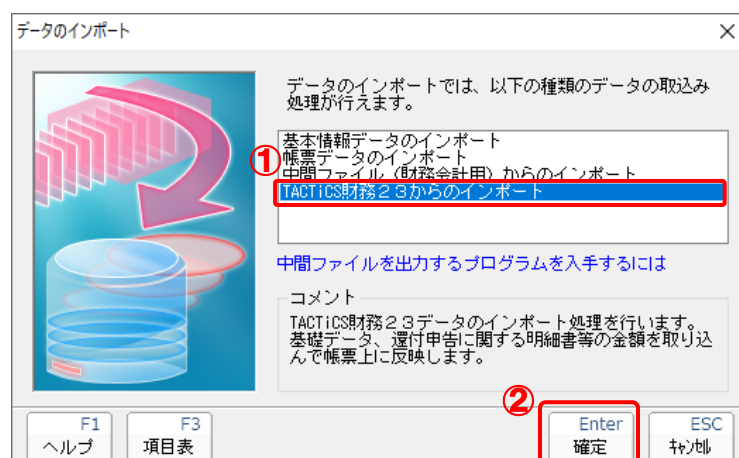 データのインポート
データのインポートでは、以下の種類のデータの取込み
処理が行えます。
基本情報データのインポート
①
帳票データのインポート
中間ファイル（財務会計用）からのインポート
TACTiCS財務２３からのインポート
中間ファイルを出力するプログラムを入手するには
コメント
TACTiCS財務２３データのインポート処理を行います。
基礎データ、還付申告に関する明細書等の金額を取り込
んで帳票上に反映します。
②
F1
ヘルプ
F3
項目表
Enter
確定
ESC
ｷｬﾝｾﾙ